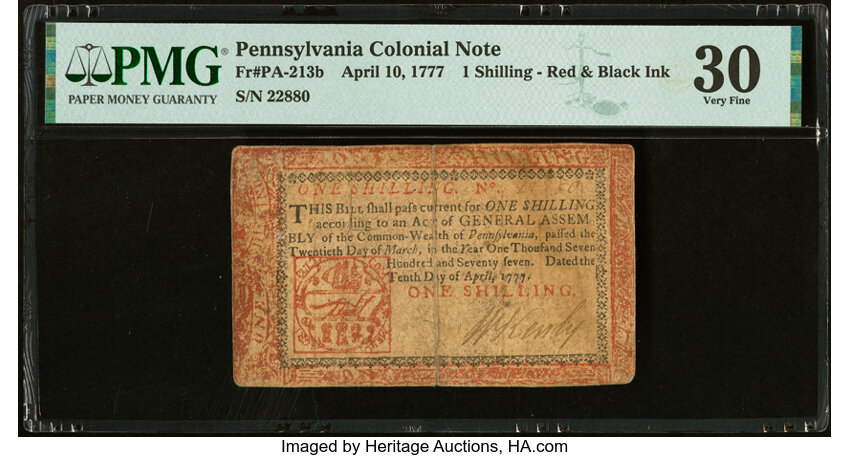 PMG®
PAPER MONEY GUARANTY
Pennsylvania Colonial Note
Fr#PA-213b April 10, 1777 1 Shilling - Red & Black Ink
S/N 22880
30
Very Fine
ONE SHILLING. No.
THIS BILL ſhall paſs current for ONE SHILLING
according to an Act of GENERAL ASSEM-
BLY of the Common-Wealth of Pennſylvania, paſſed the
Twentieth Day of March, in the Year One Thouſand Seven
Hundred and Seventy ſeven. Dated the
Tenth Day of April, 1777.
ONE SHILLING.
Imaged by Heritage Auctions, HA.com